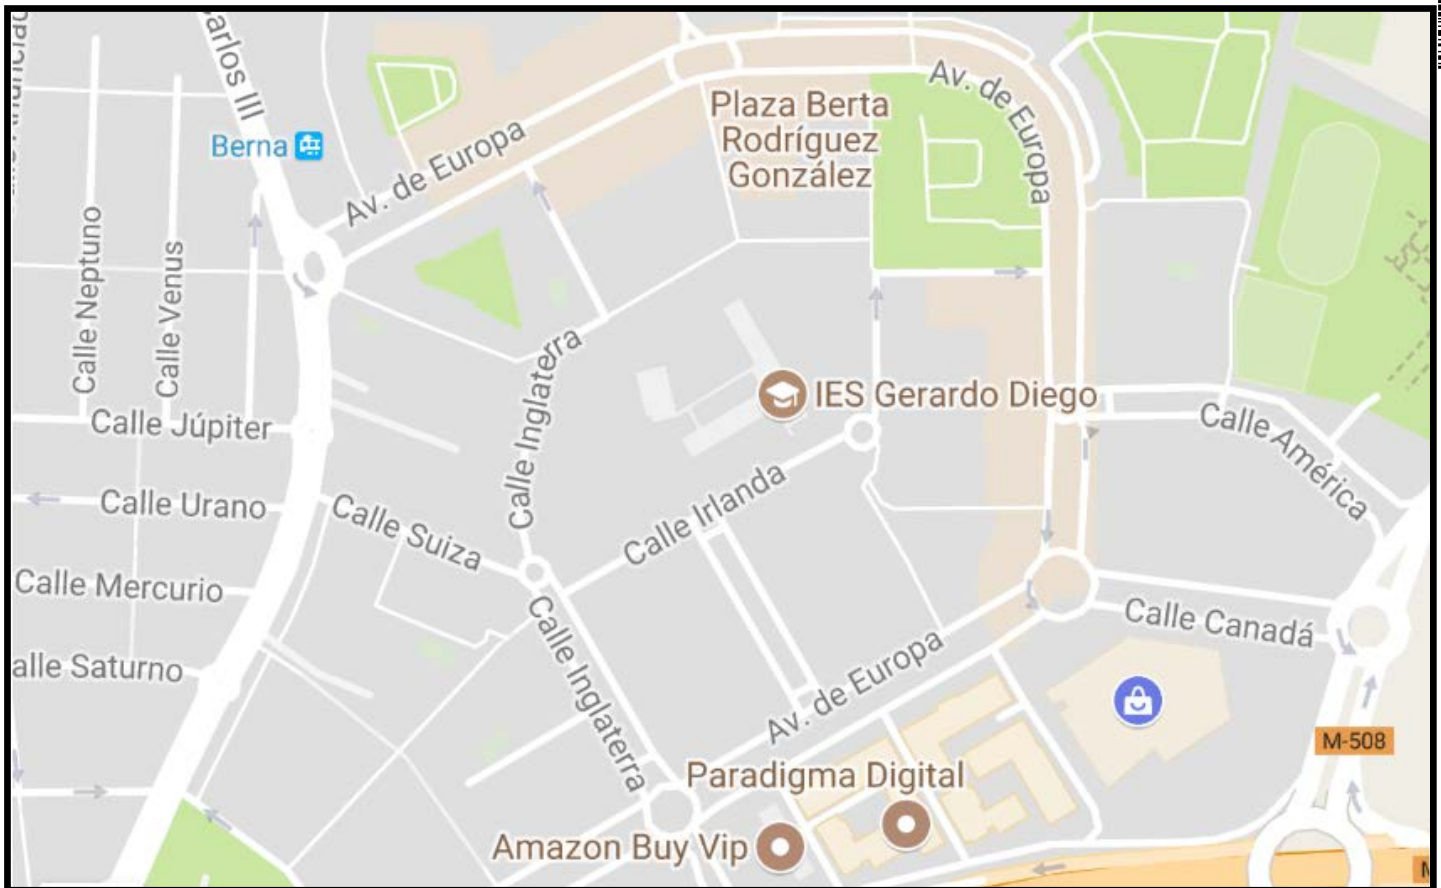 arlos III
Berna
Av. de Europa
Plaza Berta
Rodríguez
González
Av. de Europa
Calle Neptuno
Calle Venus
Calle Júpiter
Calle Inglaterra
IES Gerardo Diego
Calle América
Calle Urano
Calle Suiza
Calle Irlanda
Calle Mercurio
Calle Inglaterra
Calle Canadá
alle Saturno
Av. de Europa
M-508
Paradigma Digital
Amazon Buy Vip